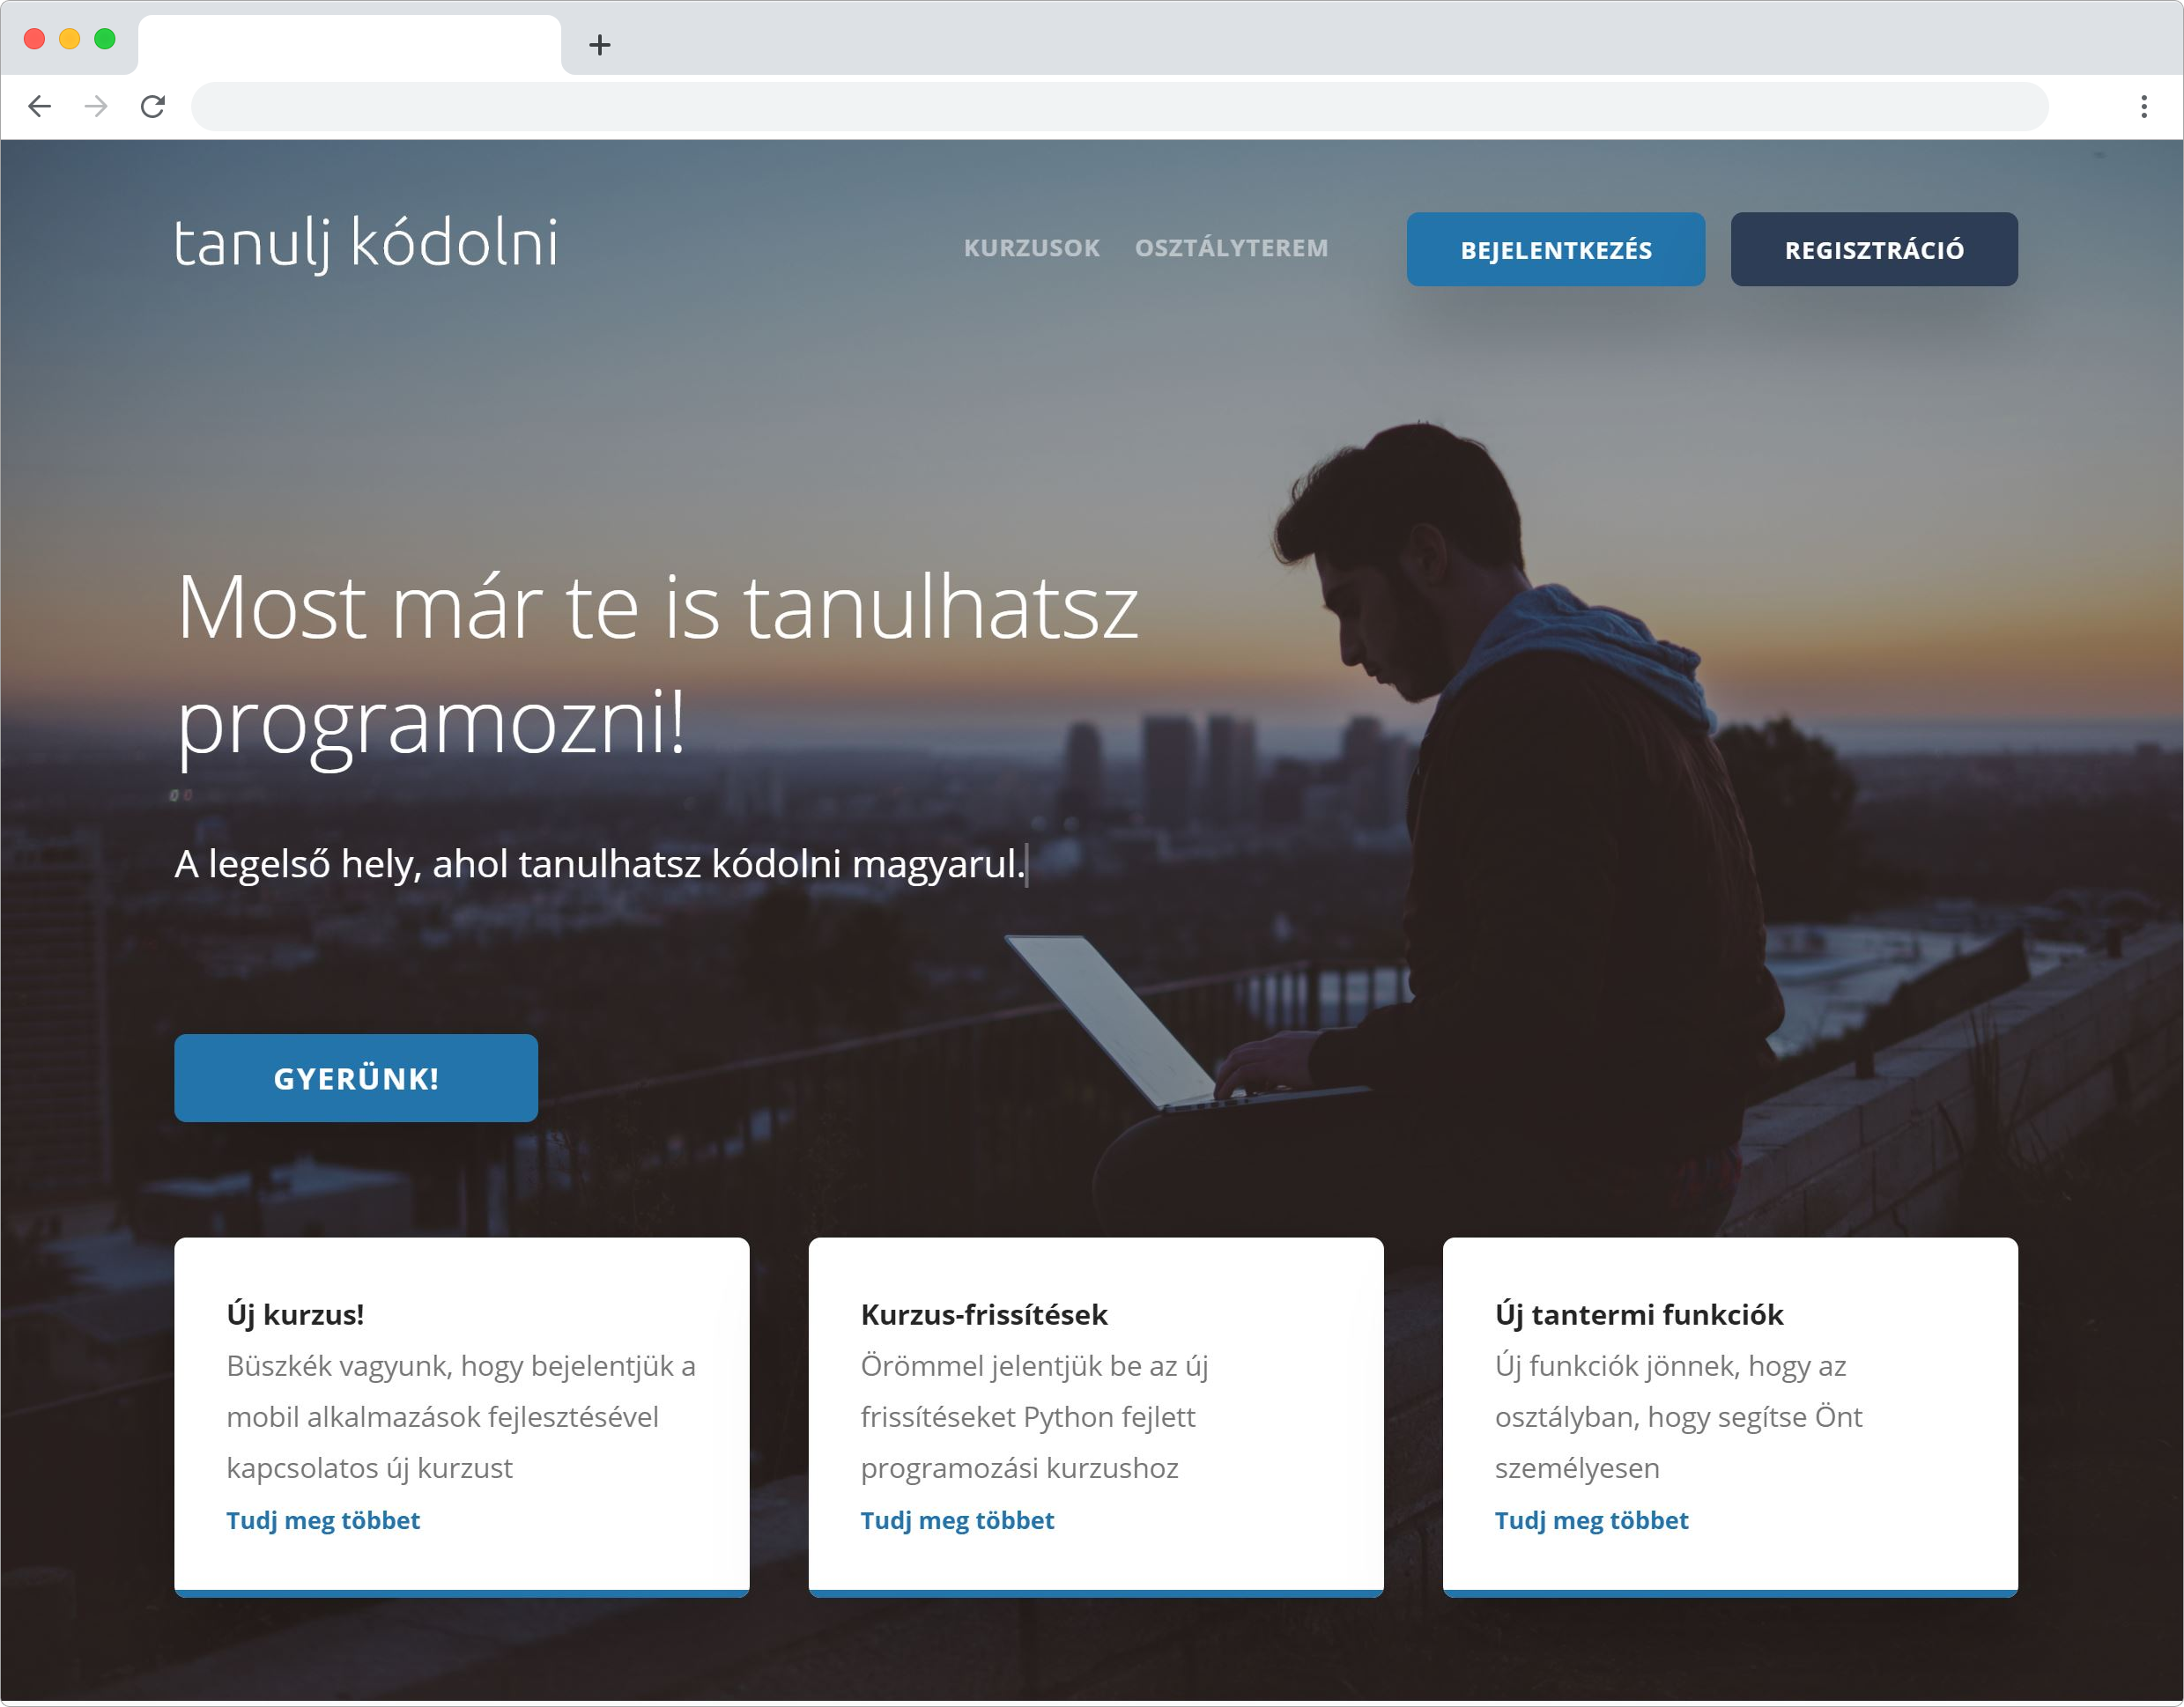 tanulj kódolni
KURZUSOK OSZTÁLYTEREM BEJELENTKEZÉS REGISZTRÁCIÓ
Most már te is tanulhatsz
programozni!
A legelső hely, ahol tanulhatsz kódolni magyarul.
GYERÜNK!
Új kurzus!
Büszkék vagyunk, hogy bejelentjük a
mobil alkalmazások fejlesztésével
kapcsolatos új kurzust
Tudj meg többet
Kurzus-frissítések
Örömmel jelentjük be az új
frissítéseket Python fejlett
programozási kurzushoz
Tudj meg többet
Új tantermi funkciók
Új funkciók jönnek, hogy az
osztályban, hogy segítse Önt
személyesen
Tudj meg többet